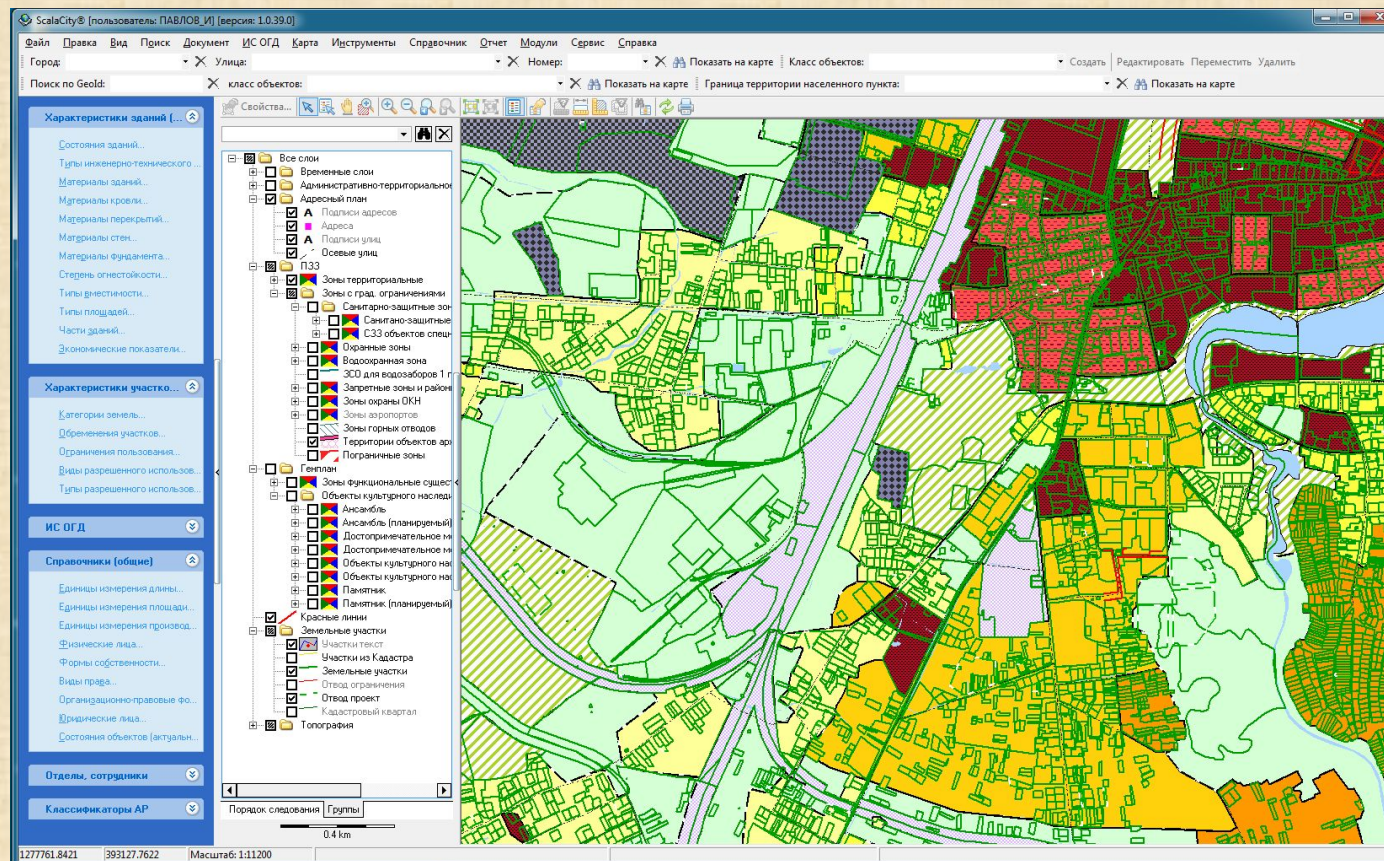 ScalaCity® [пользователь: ПАВЛОВ_И] [версия: 1.0.39.0]
Файл Правка Вид Поиск Документ ИС ОГД Карта Инструменты Справочник Отчет Модули Сервис Справка
Город: Улица: Номер: Показать на карте Класс объектов: Создать Редактировать Переместить Удалить
Поиск по GeoId: класс объектов: Показать на карте Граница территории населенного пункта: Показать на карте
Свойства...
Характеристики зданий (...
Состояния зданий...
Типы инженерно-технического ...
Материалы зданий...
Материалы кровли...
Материалы перекрытий...
Материалы стен...
Материалы фундамента...
Степень огнестойкости...
Типы вместимости...
Типы площадей...
Части зданий...
Экономические показатели...
Характеристики участко...
Категории земель...
Обременения участков...
Ограничения пользования...
Виды разрешенного использов...
Типы разрешенного использов...
ИС ОГД
Справочники (общие)
Единицы измерения длины...
Единицы измерения площади...
Единицы измерения производ...
Физические лица...
Формы собственности...
Виды права...
Организационно-правовые фо...
Юридические лица...
Состояния объектов (актуальн...
Отделы, сотрудники
Классификаторы АР
Все слои
Временные слои
Административно-территориально
Адресный план
А Подписи адресов
Адреса
А Подписи улиц
Осевые улиц
ПЗЗ
Зоны территориальные
Зоны с град. ограничениями
Санитарно-защитные зон
Санитано-защитные
СЗЗ объектов спецн
Охранные зоны
Водоохранная зона
ЗСО для водозаборов 1 п
Запретные зоны и район
Зоны охраны ОКН
Зоны аэропортов
Зоны горных отводов
Территории объектов ар
Пограничные зоны
Генплан
Зоны функциональные сущес
Объекты культурного наследи
Ансамбль
Ансамбль (планируемый)
Достопримечательное м
Достопримечательное м
Объекты культурного нас
Объекты культурного нас
Памятник
Памятник (планируемый)
Красные линии
Земельные участки
Участки текст
Участки из Кадастра
Земельные участки
Отвод ограничения
Отвод проект
Кадастровый квартал
Топография
Порядок следования Группы
0.4 km
1277761.8421 393127.7622 Масштаб: 1:11200